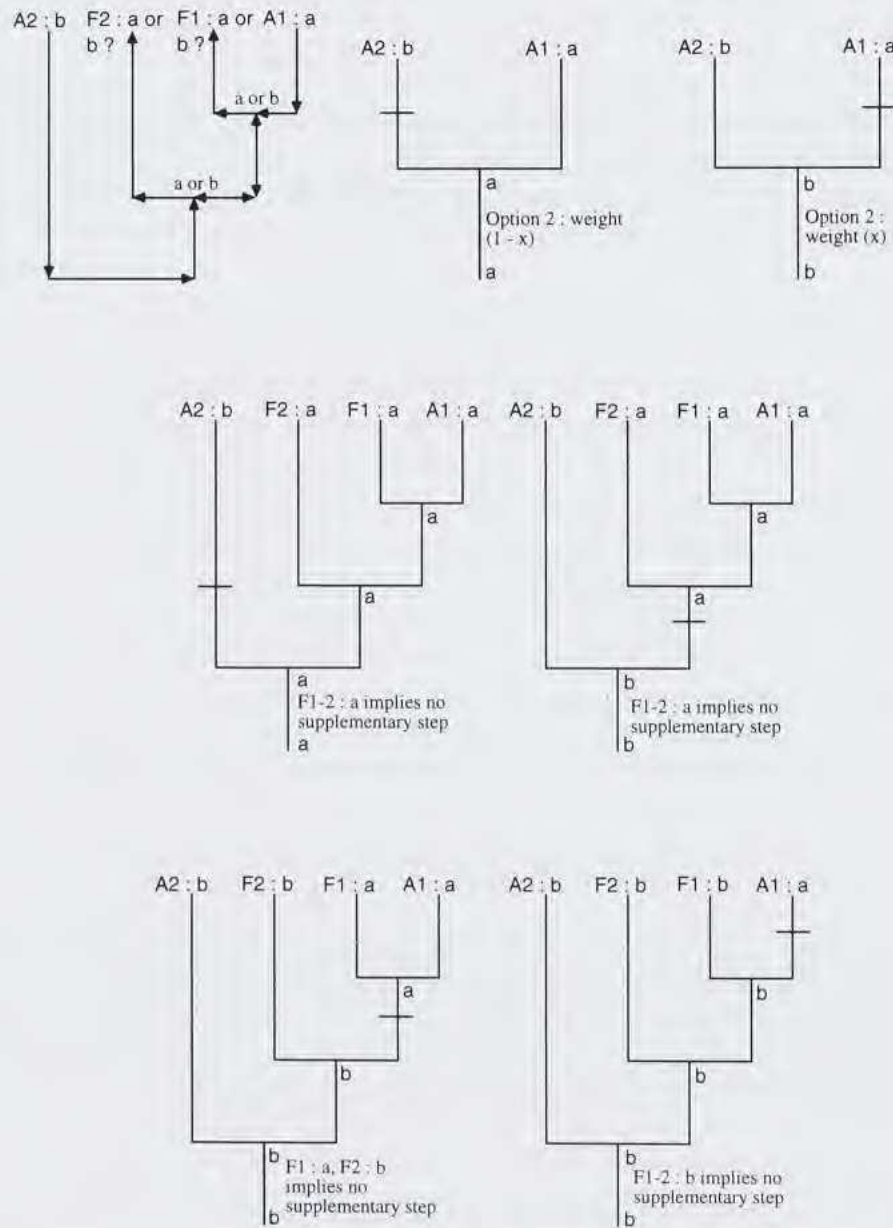 A2 : b F2 : a or F1 : a or A1 : a
b ? b ?
a or b
a or b
A2 : b A1 : a
a
Option 2 : weight
(1 - x)
a
A2 : b A1 : a
b
Option 2 :
weight (x)
b
A2 : b F2 : a F1 : a A1 : a
a
a
a
F1-2 : a implies no
supplementary step
a
A2 : b F2 : a F1 : a A1 : a
a
a
b
F1-2 : a implies no
supplementary step
b
A2 : b F2 : b F1 : a A1 : a
a
b
b
F1 : a, F2 : b
implies no
supplementary step
b
A2 : b F2 : b F1 : b A1 : a
b
b
b
F1-2 : b implies no
supplementary step
b